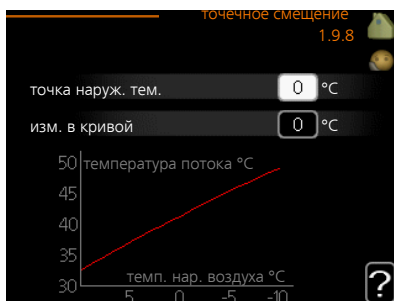 точечное смещение
1.9.8
точка наруж. тем. 0 °C
изм. в кривой 0 °C
50 температура потока °C
45
40
35
30 темп. нар. воздуха °C
5 0 -5 -10
?